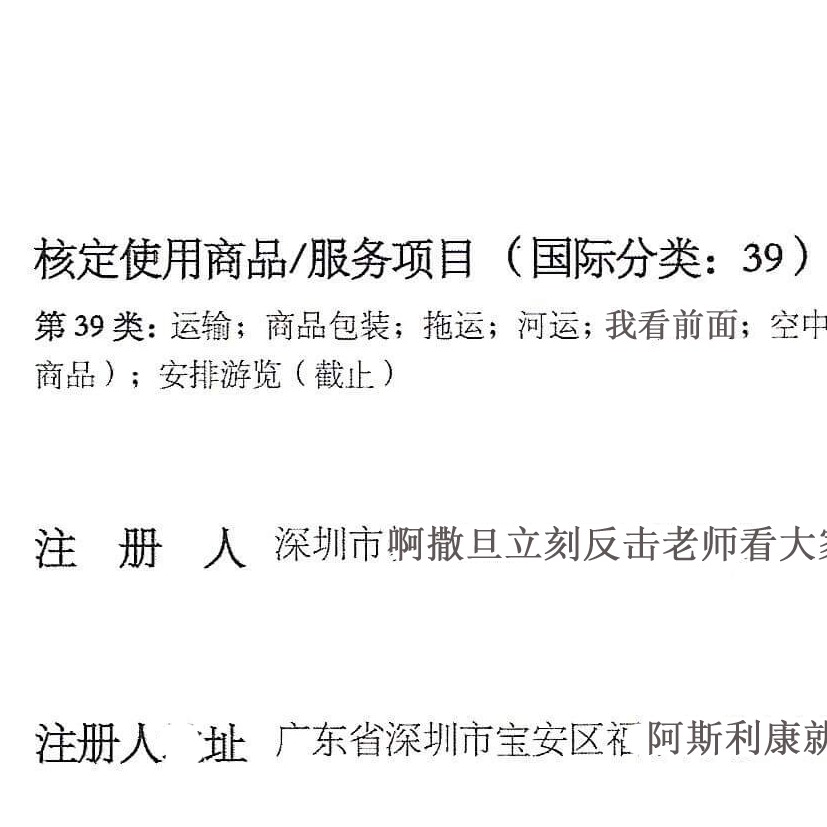 核定使用商品/服务项目（国际分类：39）
第39类：运输；商品包装；拖运；河运；我看前面；空中
商品）；安排游览（截止）
注 册 人 深圳市啊撒旦立刻反击老师看大
注册人 址 广东省深圳市宝安区 阿斯利康就